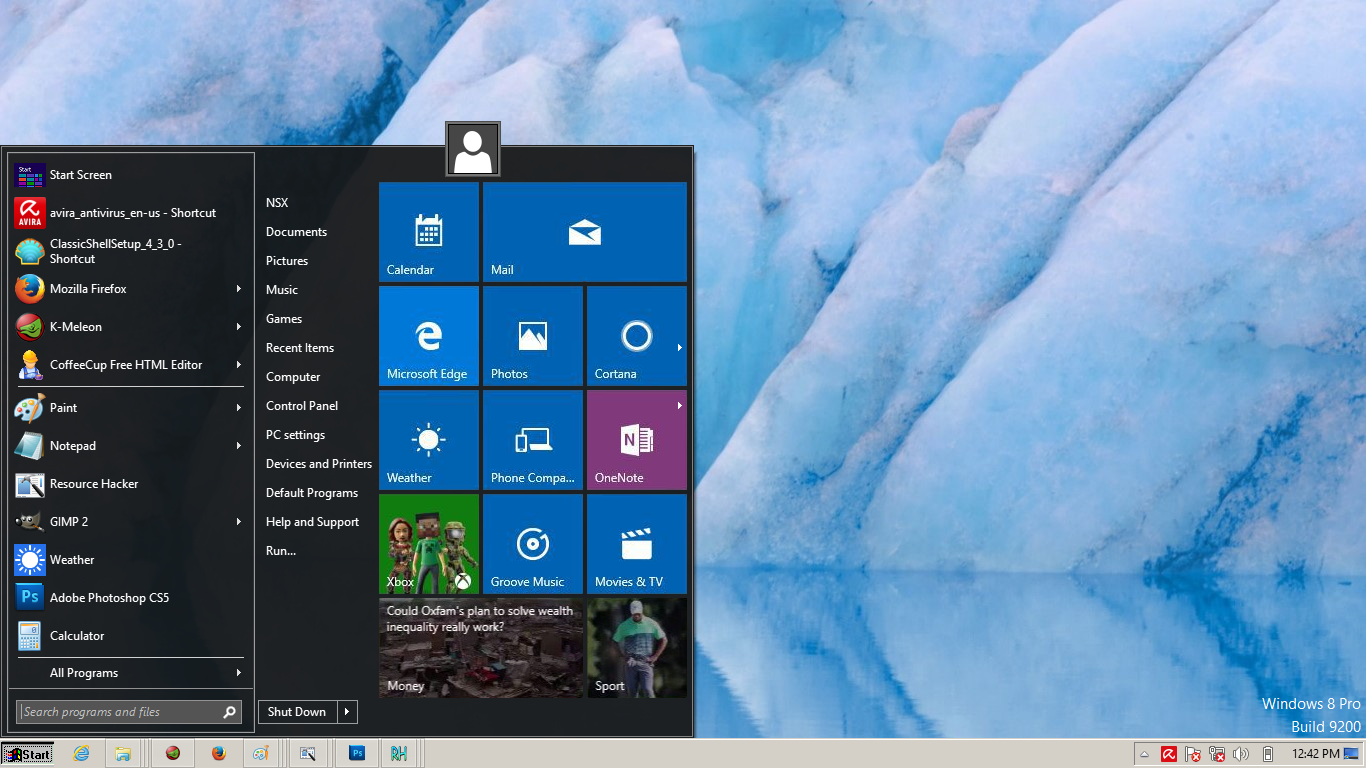 Start Screen
AVIRA
avira_antivirus_en-us - Shortcut
ClassicShellSetup_4_3_0 -
Shortcut
Mozilla Firefox
K-Meleon
CoffeeCup Free HTML Editor
Paint
Notepad
Resource Hacker
GIMP 2
Weather
Ps
Adobe Photoshop CS5
Calculator
All Programs
Search programs and files
NSX
Documents
Pictures
Music
Games
Recent Items
Computer
Control Panel
PC settings
Devices and Printers
Default Programs
Help and Support
Run...
Shut Down
Calendar
Mail
Microsoft Edge
Photos
Cortana
Weather
Phone Compa...
N
OneNote
Xbox
Groove Music
Movies & TV
Could Oxfam's plan to solve wealth
inequality really work?
Money
Sport
Windows 8 Pro
Build 9200
Start
Ps
RH
12:42 PM